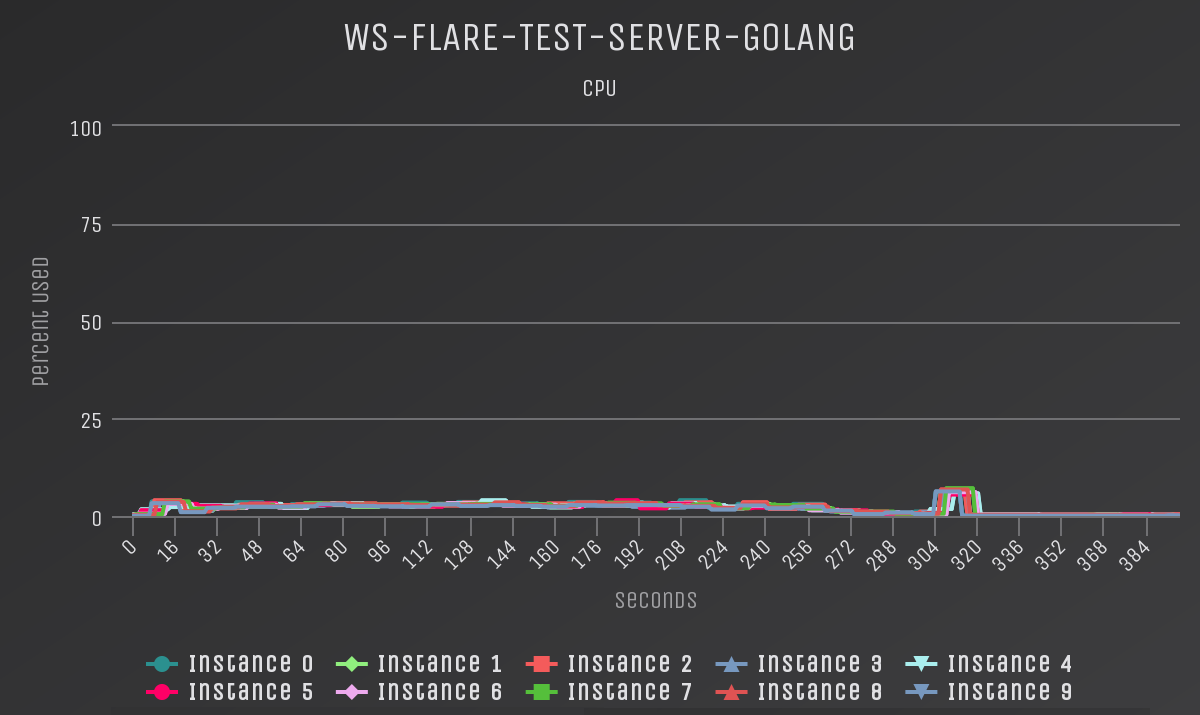 WS-FLARE-TEST-SERVER-GOLANG
CPU
100
75
50
25
0
Percent Used
0 16 32 48 64 80 96 112 128 144 160 176 192 208 224 240 256 272 288 304 320 336 352 368 384
Seconds
Instance 0 Instance 1 Instance 2 Instance 3 Instance 4
Instance 5 Instance 6 Instance 7 Instance 8 Instance 9